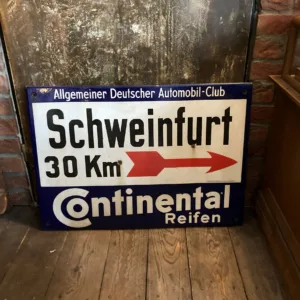 Allgemeiner Deutscher Automobil-Club
Schweinfurt
30 Km
Continental
Reifen